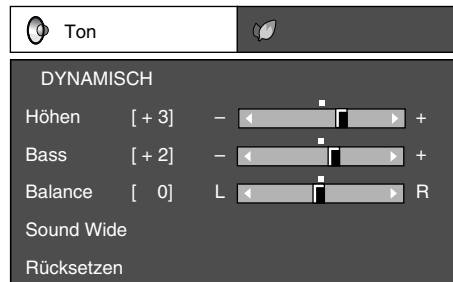 Ton
DYNAMISCH
Höhen [ + 3] – +
Bass [ + 2] – +
Balance [ 0] L R
Sound Wide
Rücksetzen